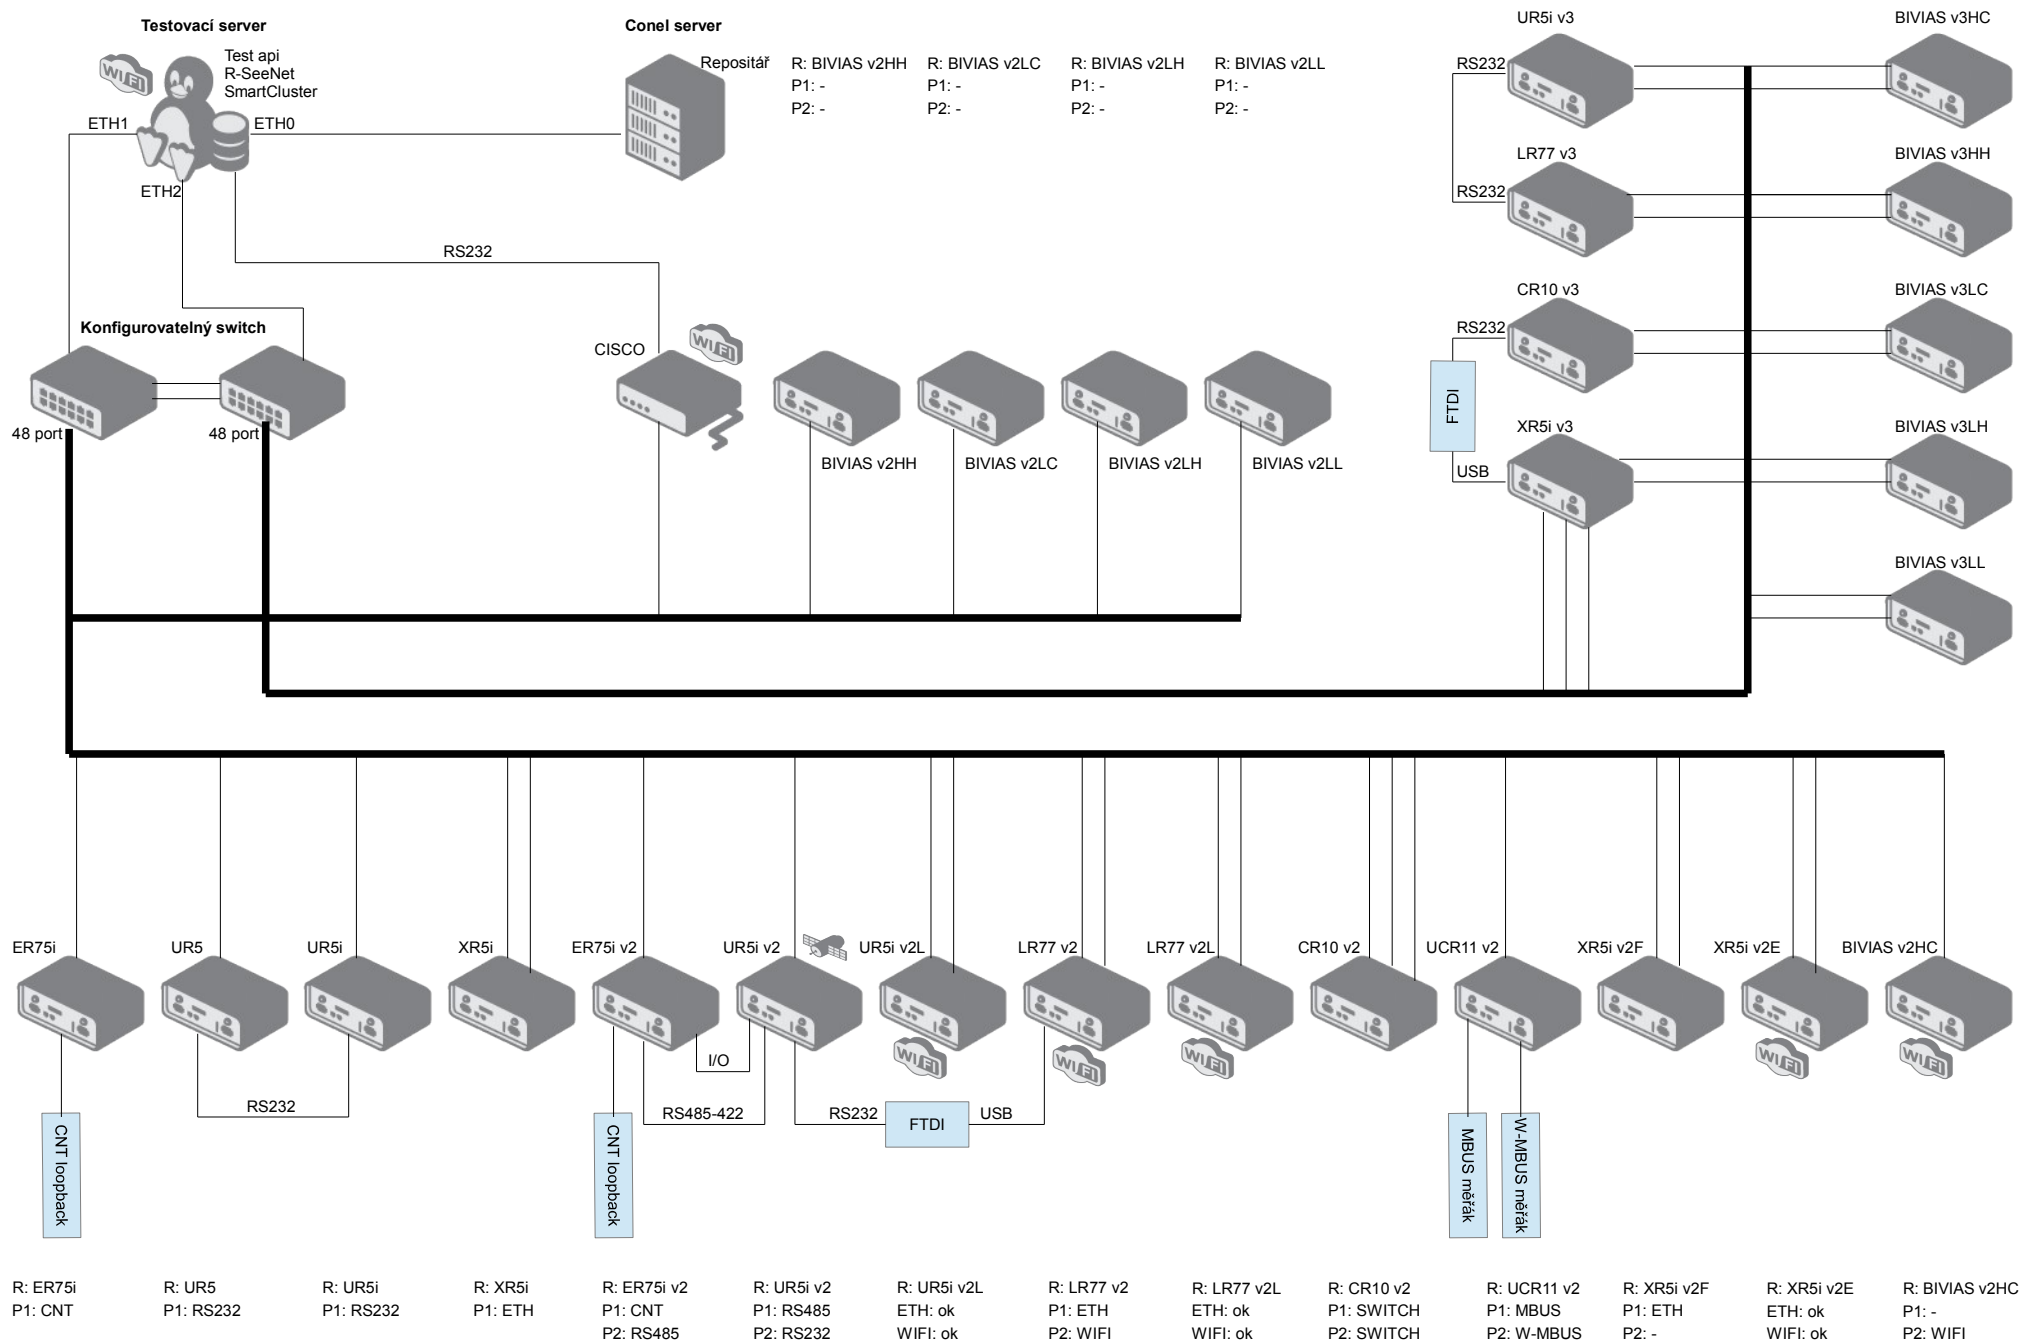 Testovací server
Test api
R-SeeNet
SmartCluster
WIFI
ETH1
ETH0
ETH2
Conel server
Repositář
R: BIVIAS v2HH
P1: -
P2: -
R: BIVIAS v2LC
P1: -
P2: -
R: BIVIAS v2LH
P1: -
P2: -
R: BIVIAS v2LL
P1: -
P2: -
UR5i v3
BIVIAS v3HC
RS232
LR77 v3
BIVIAS v3HH
RS232
CR10 v3
BIVIAS v3LC
RS232
FTDI
XR5i v3
BIVIAS v3LH
USB
BIVIAS v3LL
RS232
Konfigurovatelný switch
48 port
48 port
CISCO
WIFI
BIVIAS v2HH
BIVIAS v2LC
BIVIAS v2LH
BIVIAS v2LL
ER75i
UR5
UR5i
XR5i
ER75i v2
UR5i v2
UR5i v2L
LR77 v2
LR77 v2L
CR10 v2
UCR11 v2
XR5i v2F
XR5i v2E
BIVIAS v2HC
WIFI
WIFI
WIFI
WIFI
WIFI
I/O
RS232
RS485-422
RS232
FTDI
USB
CNT loopback
CNT loopback
MBUS měřák
W-MBUS měřák
R: ER75i
P1: CNT
R: UR5
P1: RS232
R: UR5i
P1: RS232
R: XR5i
P1: ETH
R: ER75i v2
P1: CNT
P2: RS485
R: UR5i v2
P1: RS485
P2: RS232
R: UR5i v2L
ETH: ok
WIFI: ok
R: LR77 v2
P1: ETH
P2: WIFI
R: LR77 v2L
ETH: ok
WIFI: ok
R: CR10 v2
P1: SWITCH
P2: SWITCH
R: UCR11 v2
P1: MBUS
P2: W-MBUS
R: XR5i v2F
P1: ETH
P2: -
R: XR5i v2E
ETH: ok
WIFI: ok
R: BIVIAS v2HC
P1: -
P2: WIFI